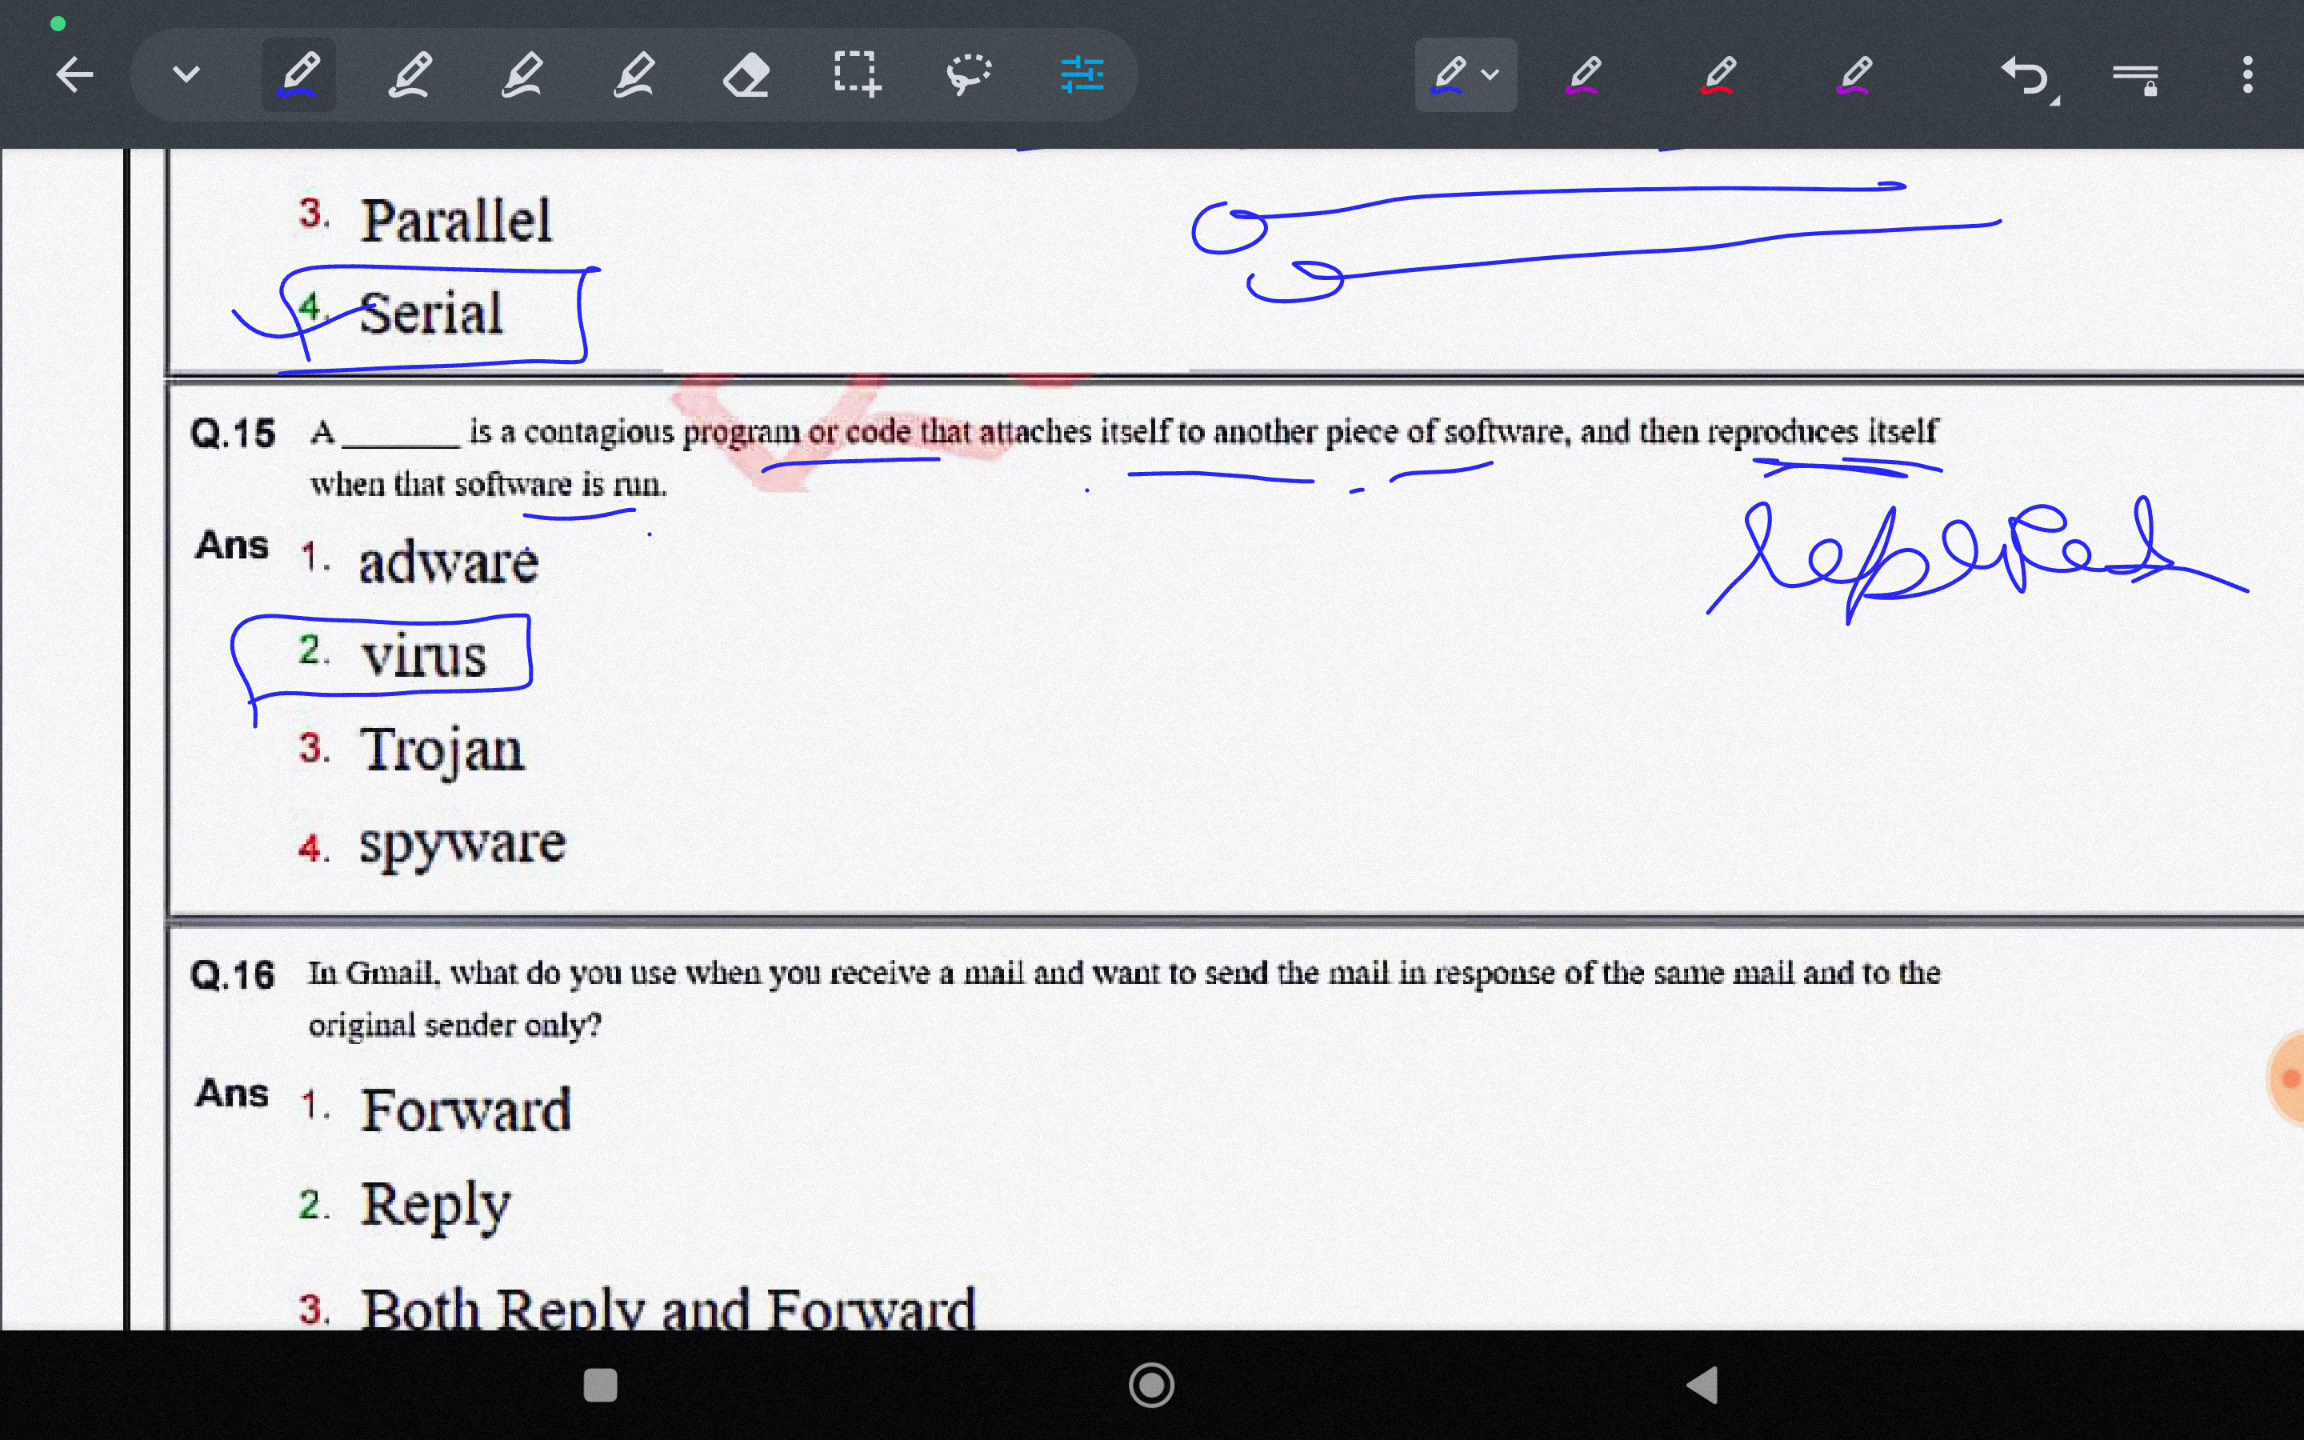 3. Parallel
4. Serial
Q.15 A _______ is a contagious program or code that attaches itself to another piece of software, and then reproduces itself
when that software is run.
Ans 1. adware
2. virus
3. Trojan
4. spyware
Q.16 In Gmail, what do you use when you receive a mail and want to send the mail in response of the same mail and to the
original sender only?
Ans 1. Forward
2. Reply
3. Both Reply and Forward